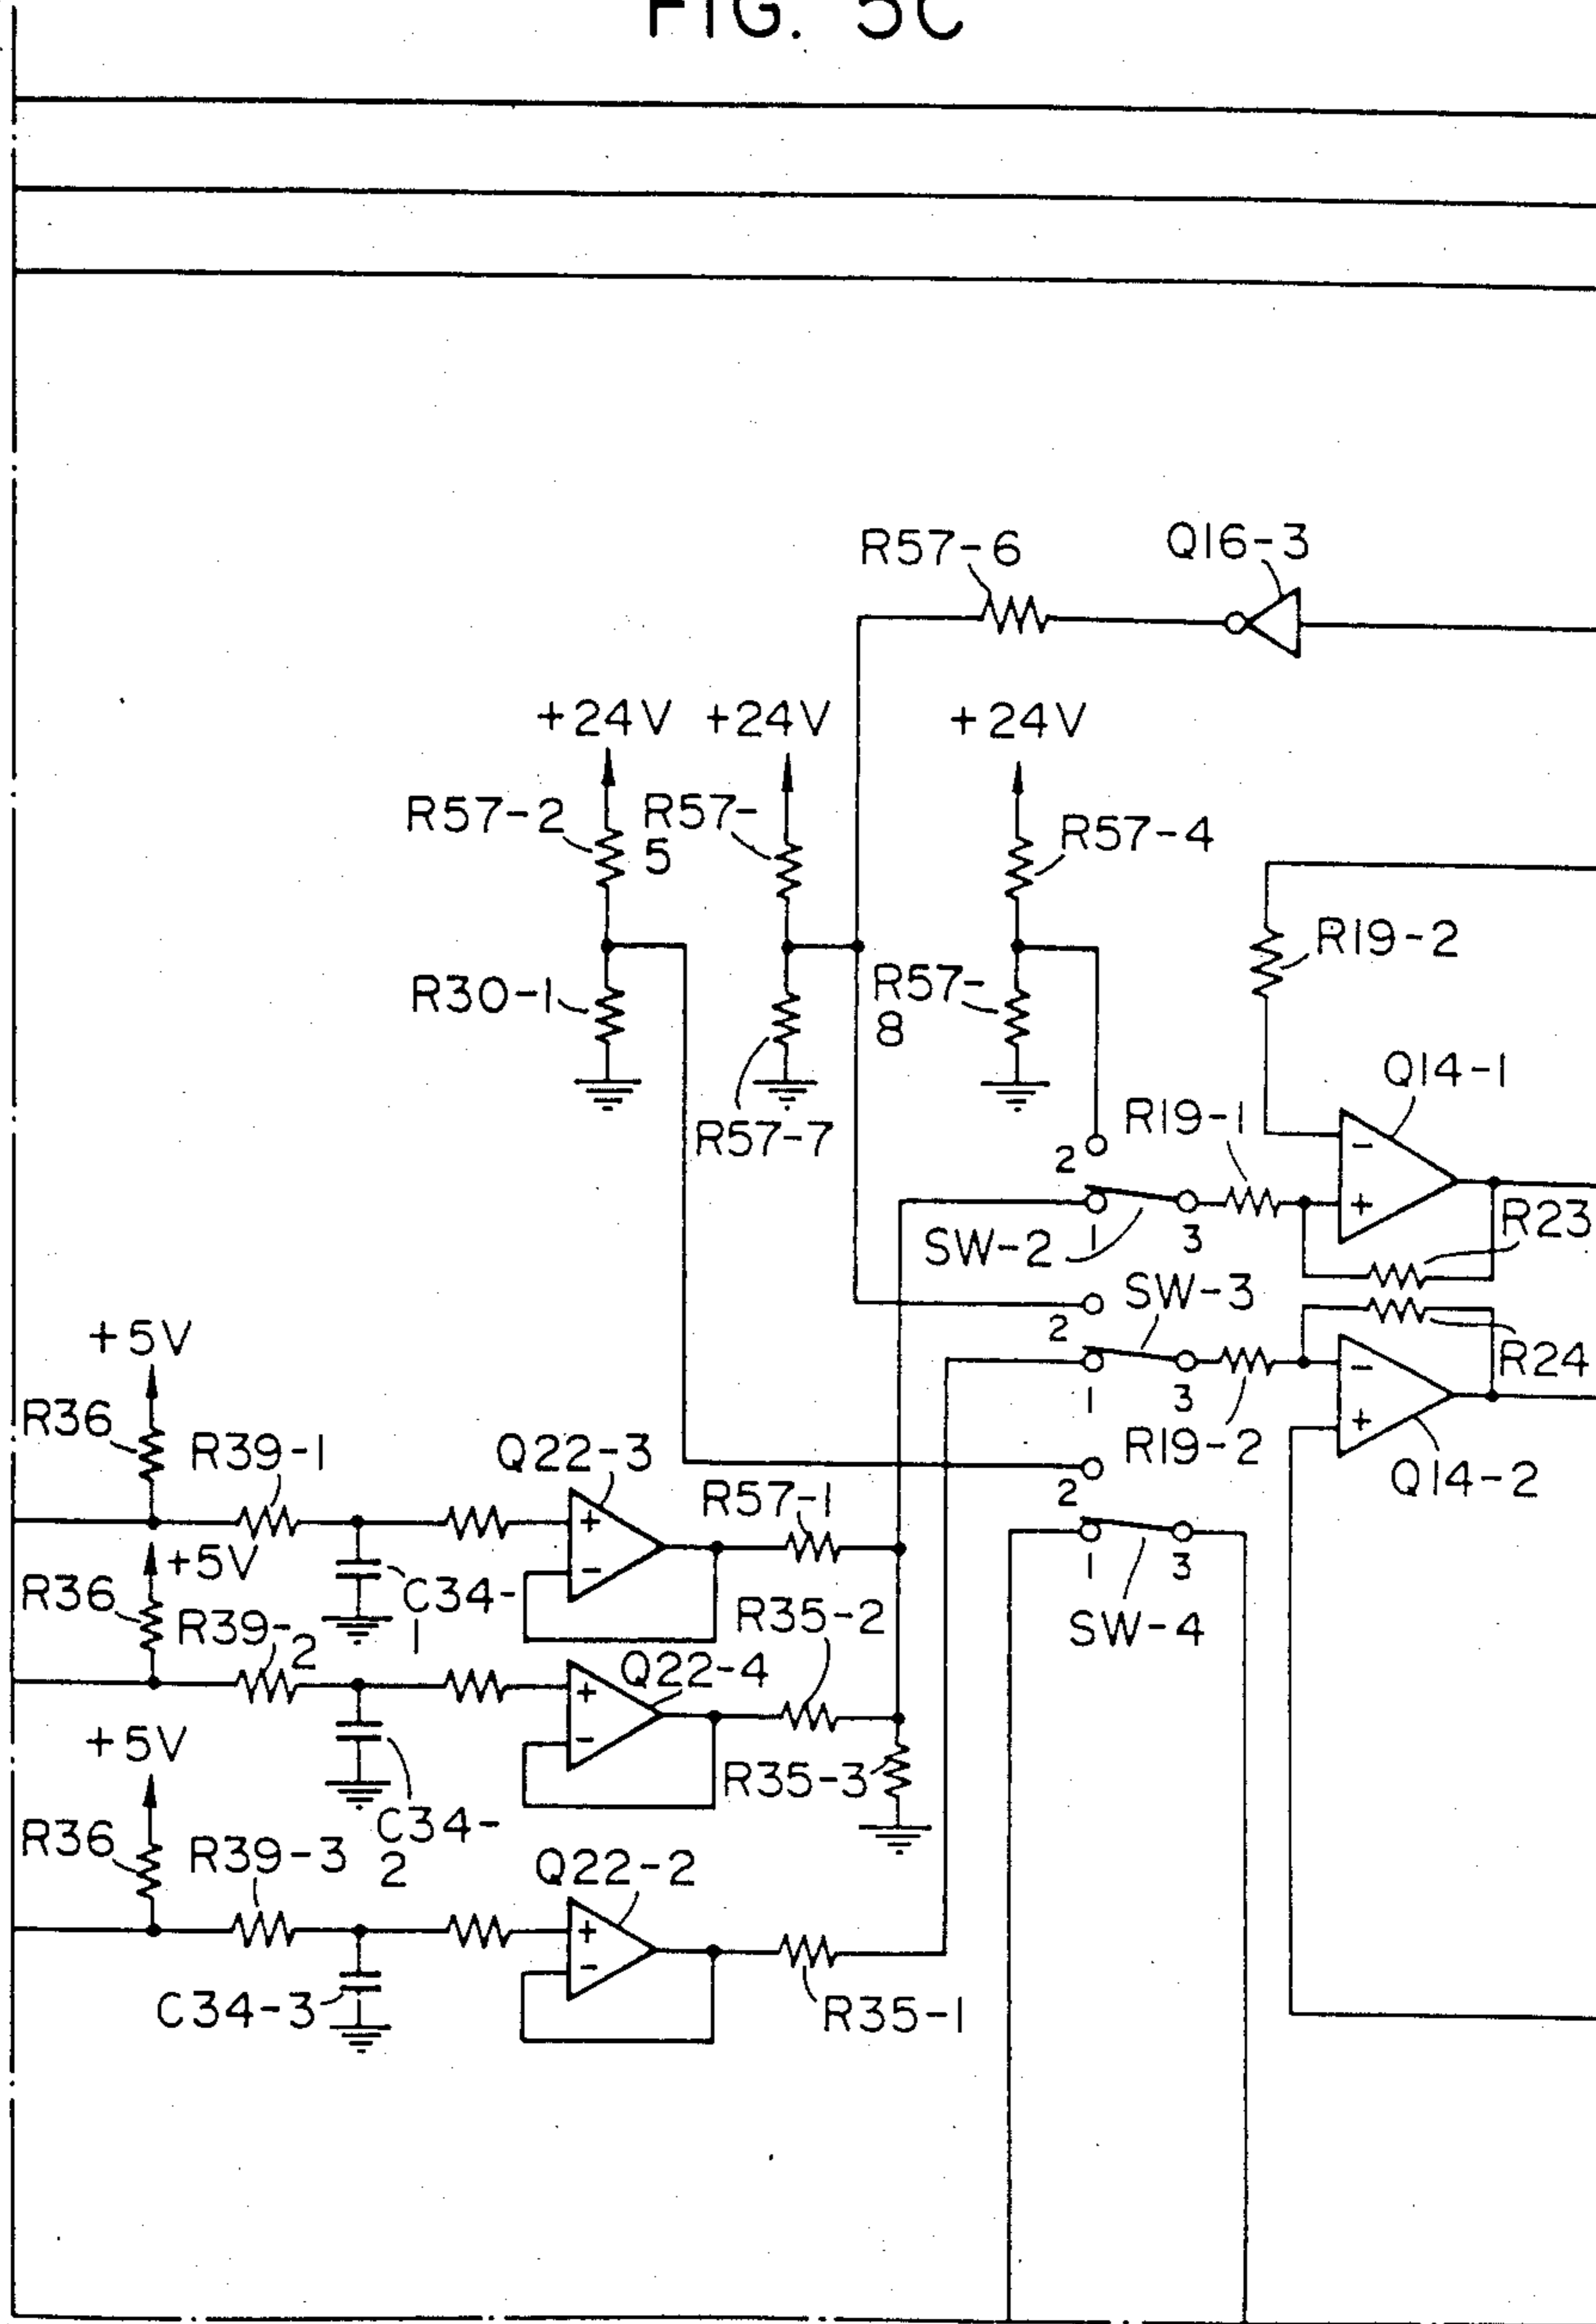 FIG. 5C
R57-6
Q16-3
+24V
+24V
+24V
R57-2
R57-
5
R57-4
R19-2
R30-1
R57-
8
R57-7
Q14-1
R19-1
2
-
+
1
3
SW-2
R23
SW-3
2
1
3
R19-2
-
+
R24
Q14-2
+5V
R36
R39-1
Q22-3
R57-1
2
+
-
1
3
SW-4
+5V
R36
R39-
2
C34-
1
R35-2
Q22-4
+
-
+5V
R35-3
C34-
2
R36
R39-3
Q22-2
+
-
C34-3
R35-1